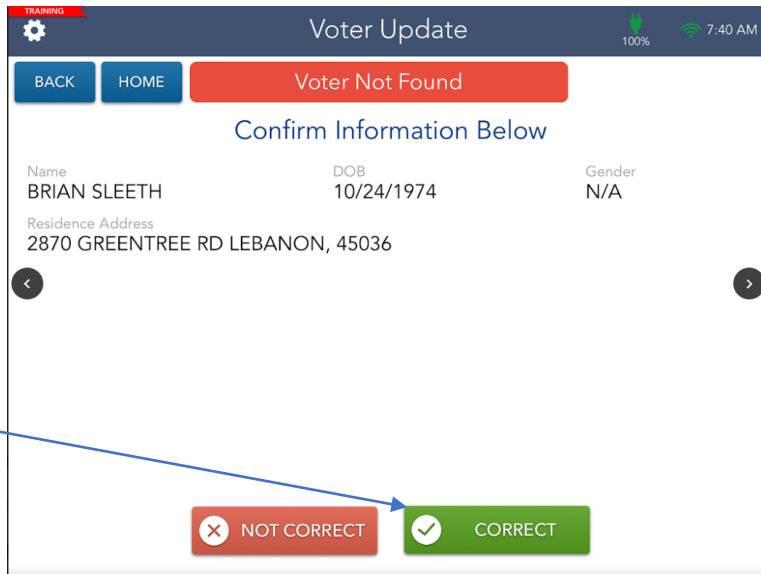 TRAINING
Voter Update
100%
7:40 AM
BACK
HOME
Voter Not Found
Confirm Information Below
Name
DOB
Gender
BRIAN SLEETH
10/24/1974
N/A
Residence Address
2870 GREENTREE RD LEBANON, 45036
NOT CORRECT
CORRECT